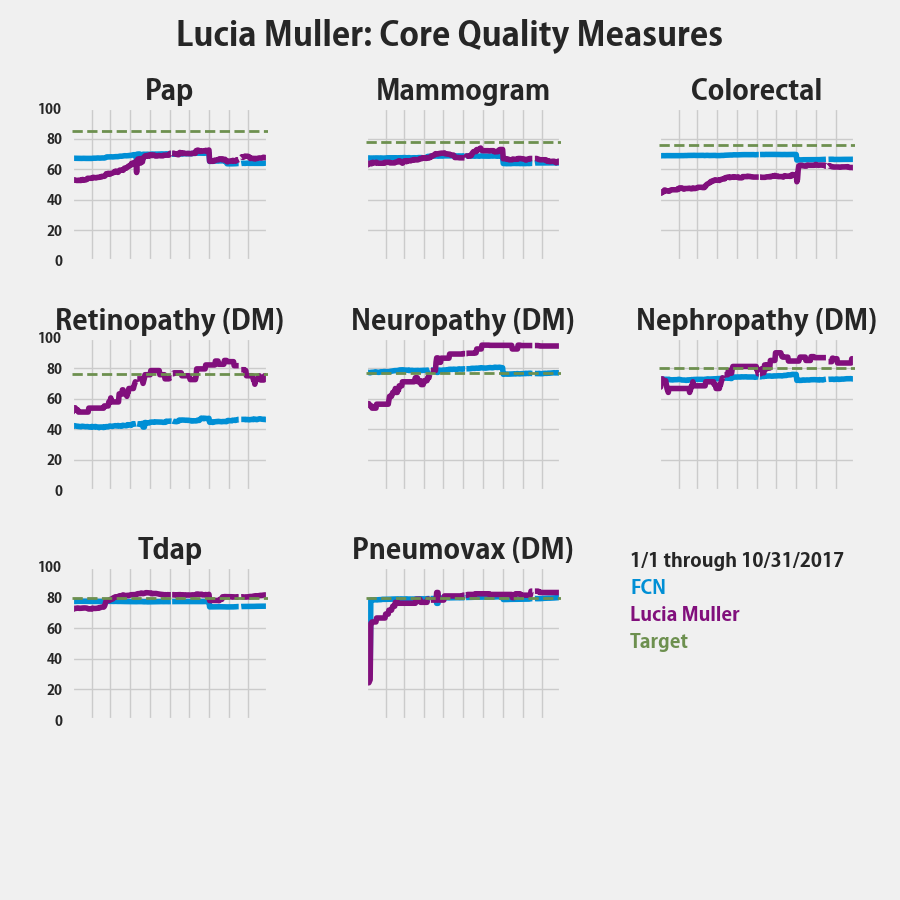 Lucia Muller: Core Quality Measures
Pap
Mammogram
Colorectal
100
80
60
40
20
0
Retinopathy (DM)
Neuropathy (DM)
Nephropathy (DM)
100
80
60
40
20
0
Tdap
Pneumovax (DM)
100
80
60
40
20
0
1/1 through 10/31/2017
FCN
Lucia Muller
Target